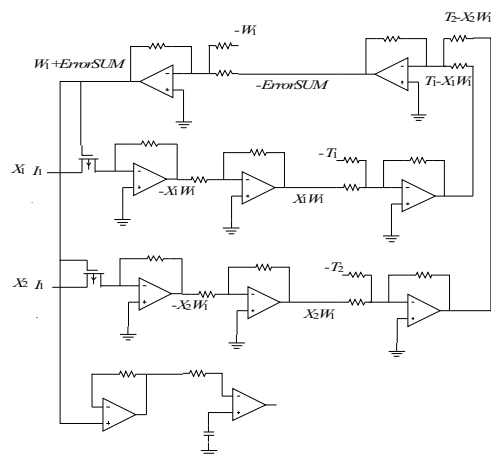 -W₁
T₂-X₂W₁
W₁+ErrorSUM
-ErrorSUM
T₁-X₁W₁
X₁ I₁
-X₁W₁
X₁W₁
-T₁
X₂ I₁
-X₂W₁
X₂W₁
-T₂